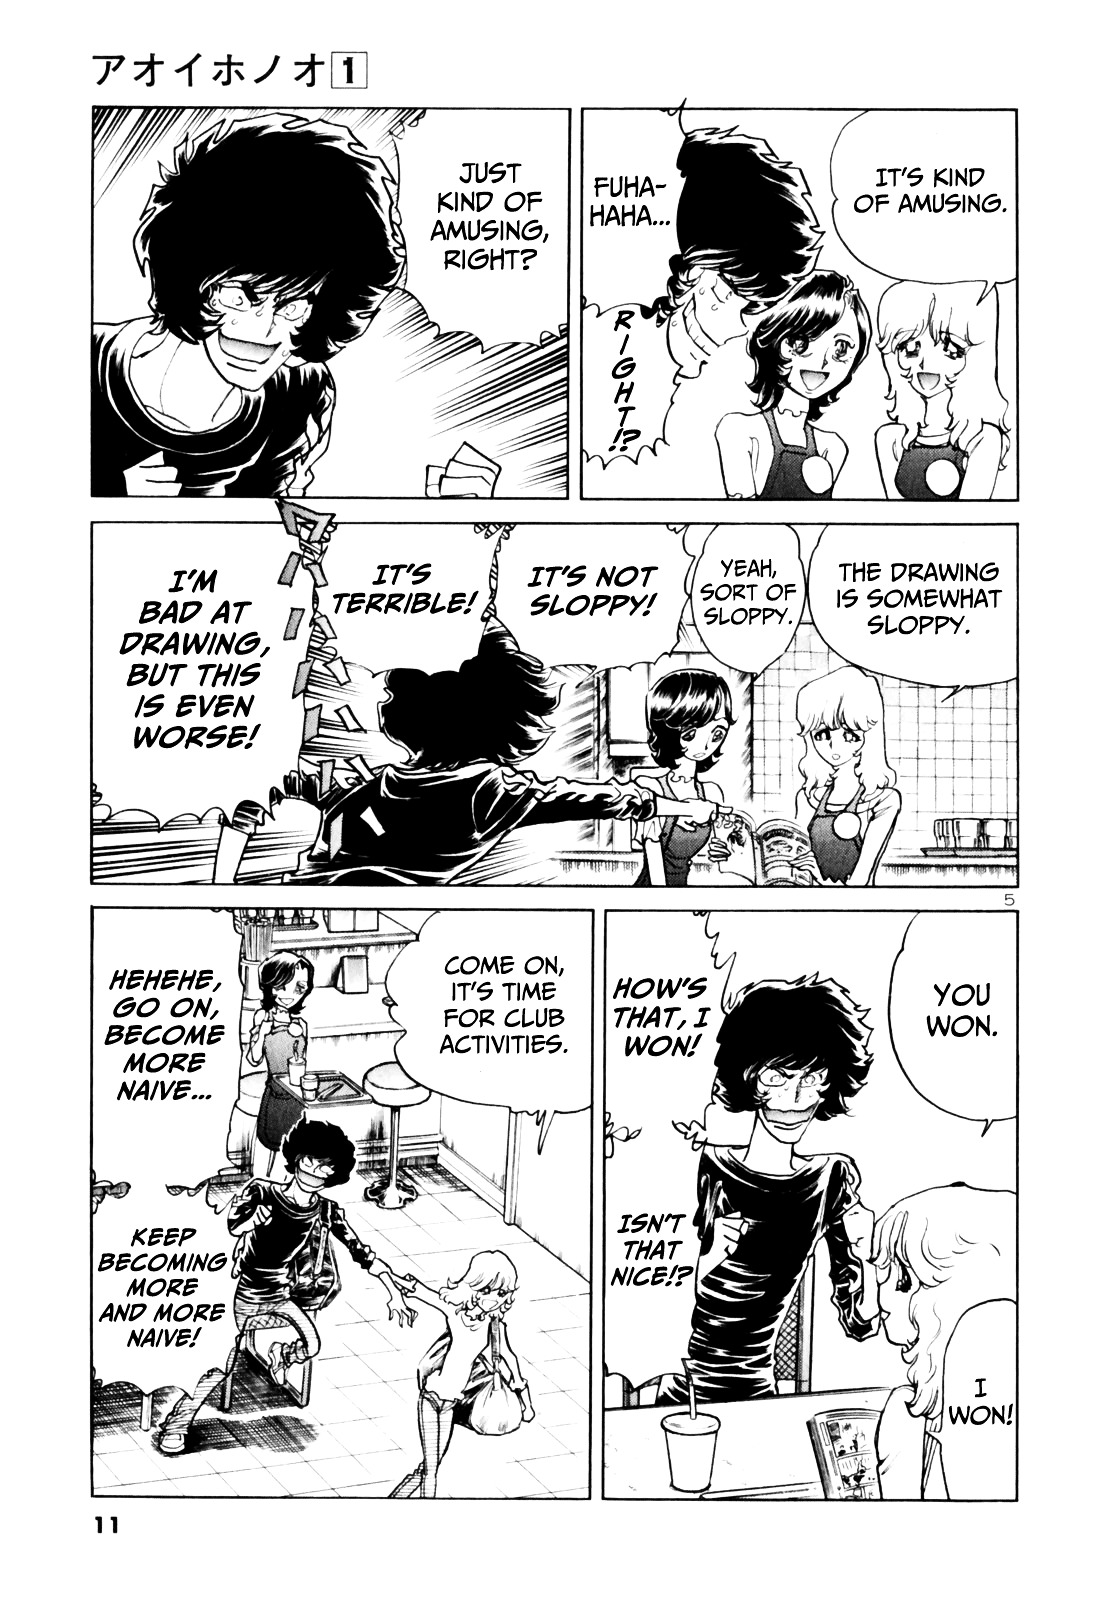 アオイホノオ1
IT'S KIND
OF AMUSING.
FUHA-
HAHA...
RIGHT!?
JUST
KIND OF
AMUSING,
RIGHT?
THE DRAWING
IS SOMEWHAT
SLOPPY.
YEAH,
SORT OF
SLOPPY.
IT'S NOT
SLOPPY!
IT'S
TERRIBLE!
I'M
BAD AT
DRAWING,
BUT THIS
IS EVEN
WORSE!
5
YOU
WON.
HOW'S
THAT, I
WON!
ISN'T
THAT
NICE!?
I
WON!
COME ON,
IT'S TIME
FOR CLUB
ACTIVITIES.
HEHEHE,
GO ON,
BECOME
MORE
NAIVE...
KEEP
BECOMING
MORE
AND MORE
NAIVE!
11